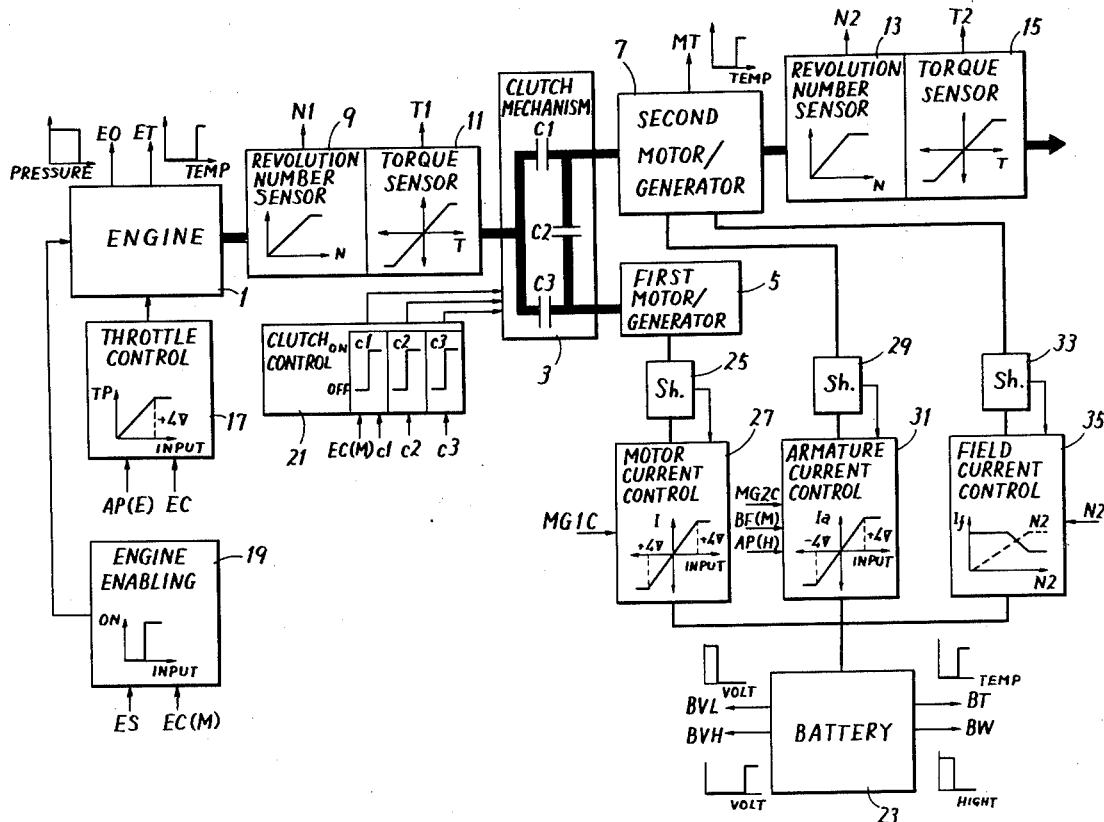 N2
13
T2
15
MT
7
TEMP
REVOLUTION
NUMBER
SENSOR
N
TORQUE
SENSOR
T
CLUTCH
MECHANISM
C1
C2
C3
3
SECOND
MOTOR/
GENERATOR
N1
9
T1
11
EO
ET
PRESSURE
TEMP
REVOLUTION
NUMBER
SENSOR
N
TORQUE
SENSOR
T
ENGINE
1
FIRST
MOTOR/
GENERATOR
5
THROTTLE
CONTROL
TP
+4V
INPUT
17
AP(E) EC
CLUTCH
CONTROL
ON
OFF
c1
c2
c3
21
EC(M) c1 c2 c3
Sh.
25
Sh.
29
Sh.
33
27
31
35
MOTOR
CURRENT
CONTROL
I
+4V
+4V
INPUT
MG1C
ARMATURE
CURRENT
CONTROL
Ia
-4V
+4V
INPUT
MG2C
BF(M)
AP(H)
FIELD
CURRENT
CONTROL
If
N2
N2
N2
ENGINE
ENABLING
ON
INPUT
19
ES EC(M)
VOLT
BVL
BVH
VOLT
BATTERY
TEMP
BT
BW
HIGHT
23